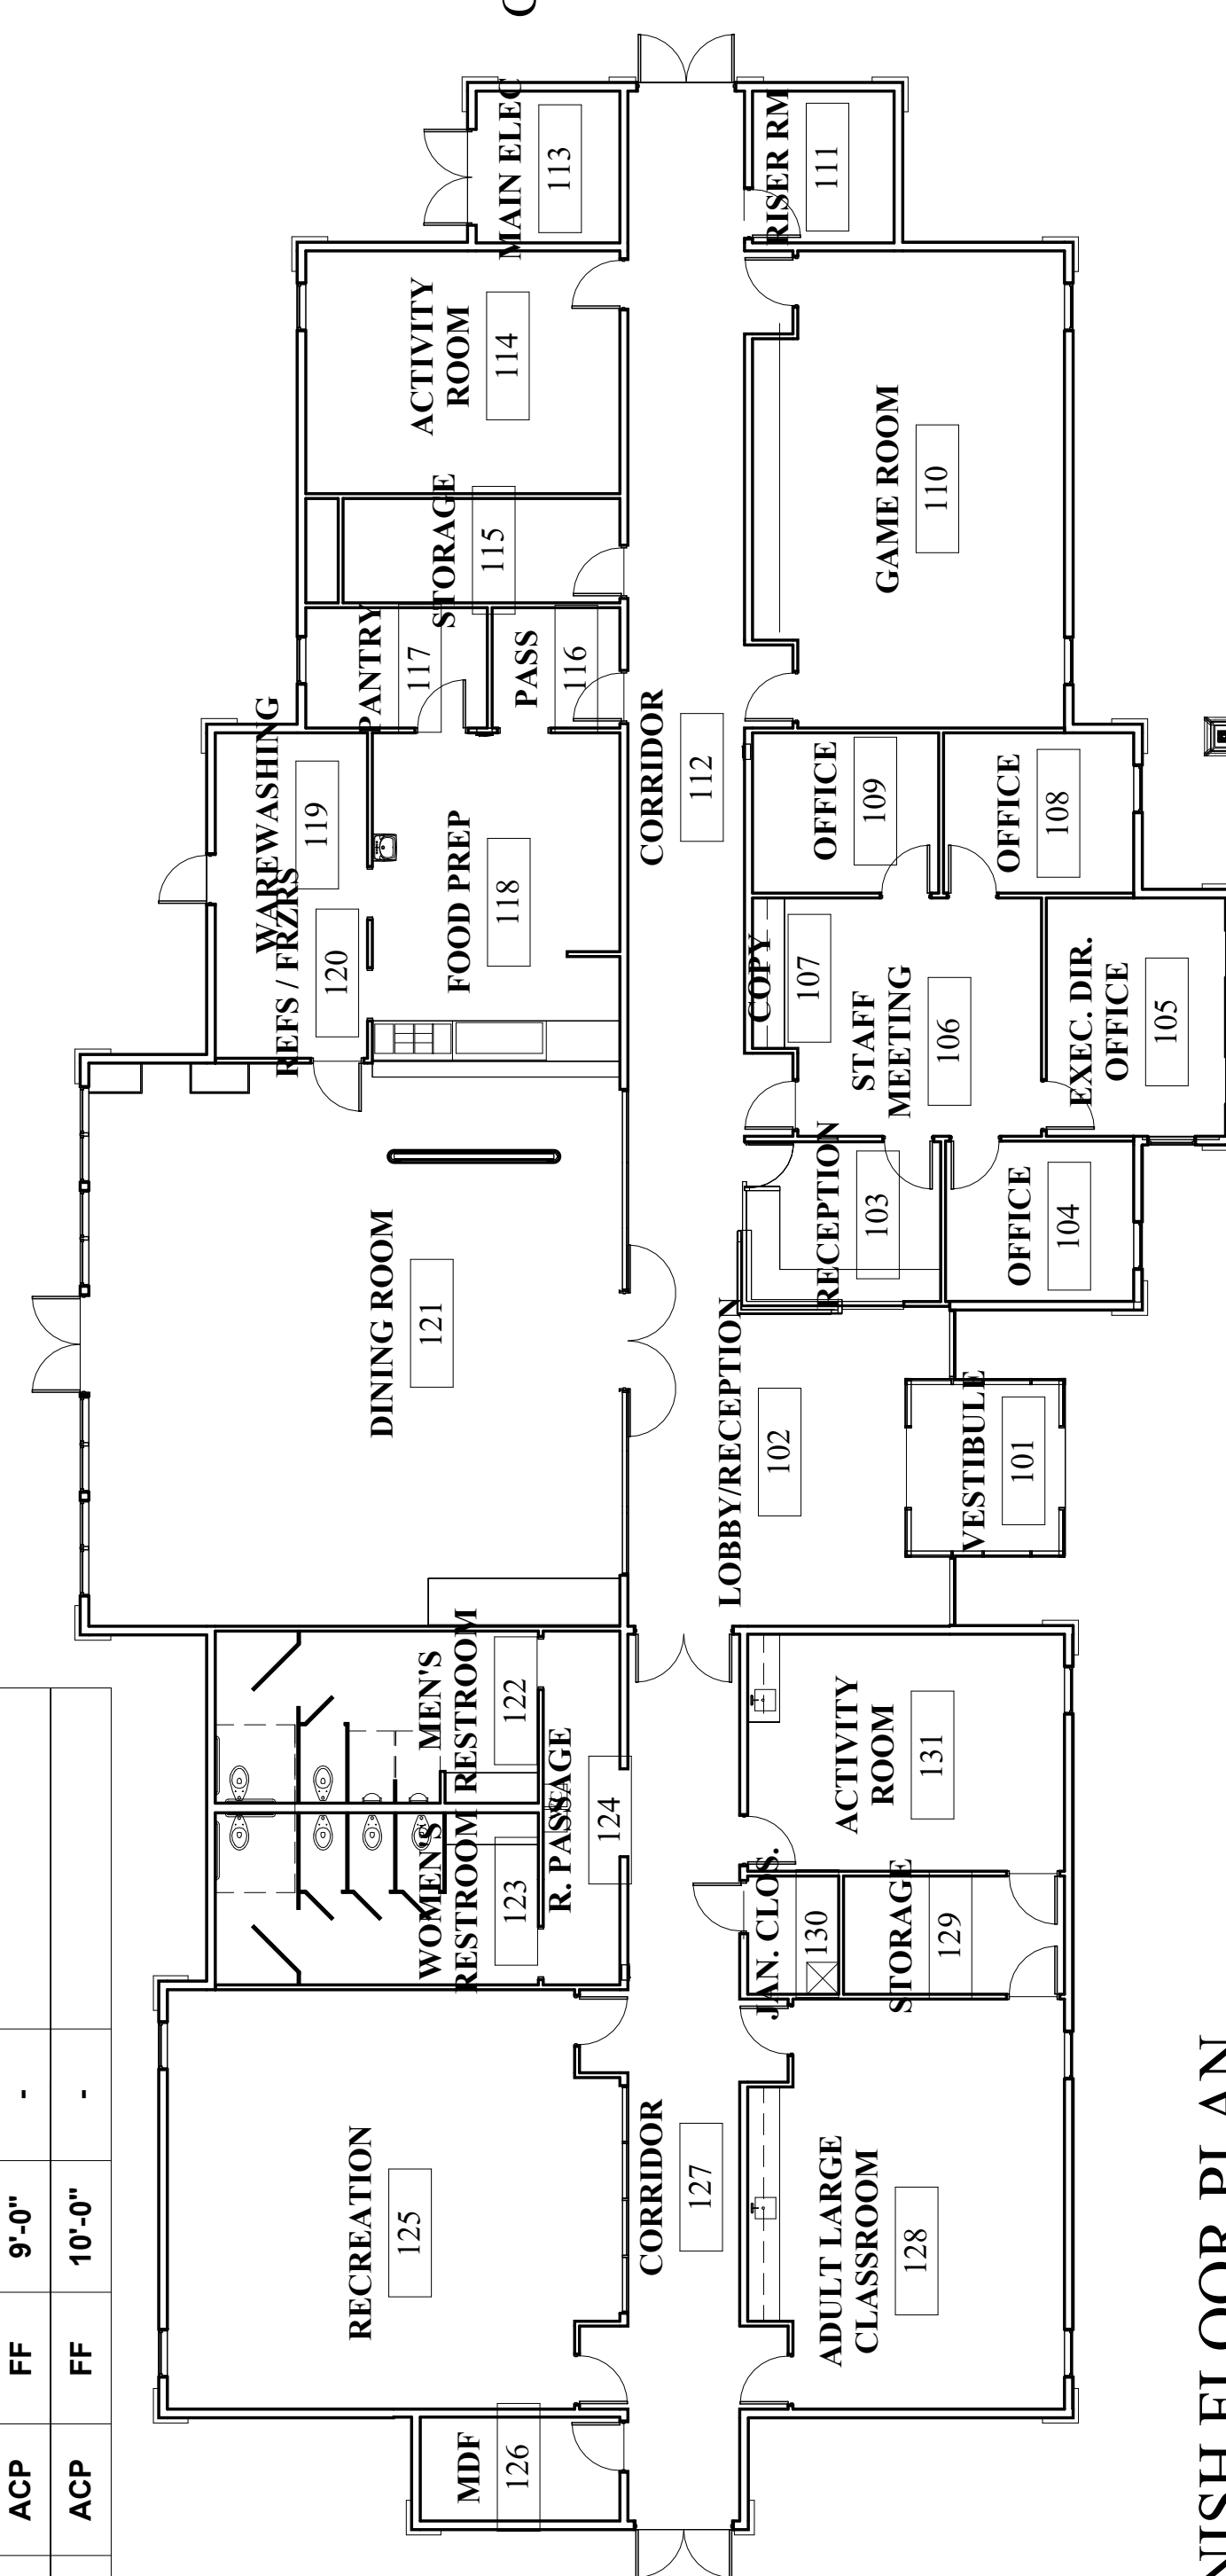 ACP FF 9'-0" -
ACP FF 10'-0" -
MDF
126
RECREATION
125
CORRIDOR
127
ADULT LARGE
CLASSROOM
128
WOMEN'S
RESTROOM
123
MEN'S
RESTROOM
122
R. PASSAGE
124
JAN. CLOS.
130
STORAGE
129
ACTIVITY
ROOM
131
DINING ROOM
121
LOBBY/RECEPTION
102
VESTIBULE
101
RECEPTION
103
OFFICE
104
REFS / FRZRS
120
WAREWASHING
119
FOOD PREP
118
COPY
107
STAFF
MEETING
106
EXEC. DIR.
OFFICE
105
CORRIDOR
112
OFFICE
109
OFFICE
108
PANTRY
117
PASS
116
STORAGE
115
ACTIVITY
ROOM
114
GAME ROOM
110
MAIN ELEC
113
RISER RM
111
NISH FLOOR PLAN